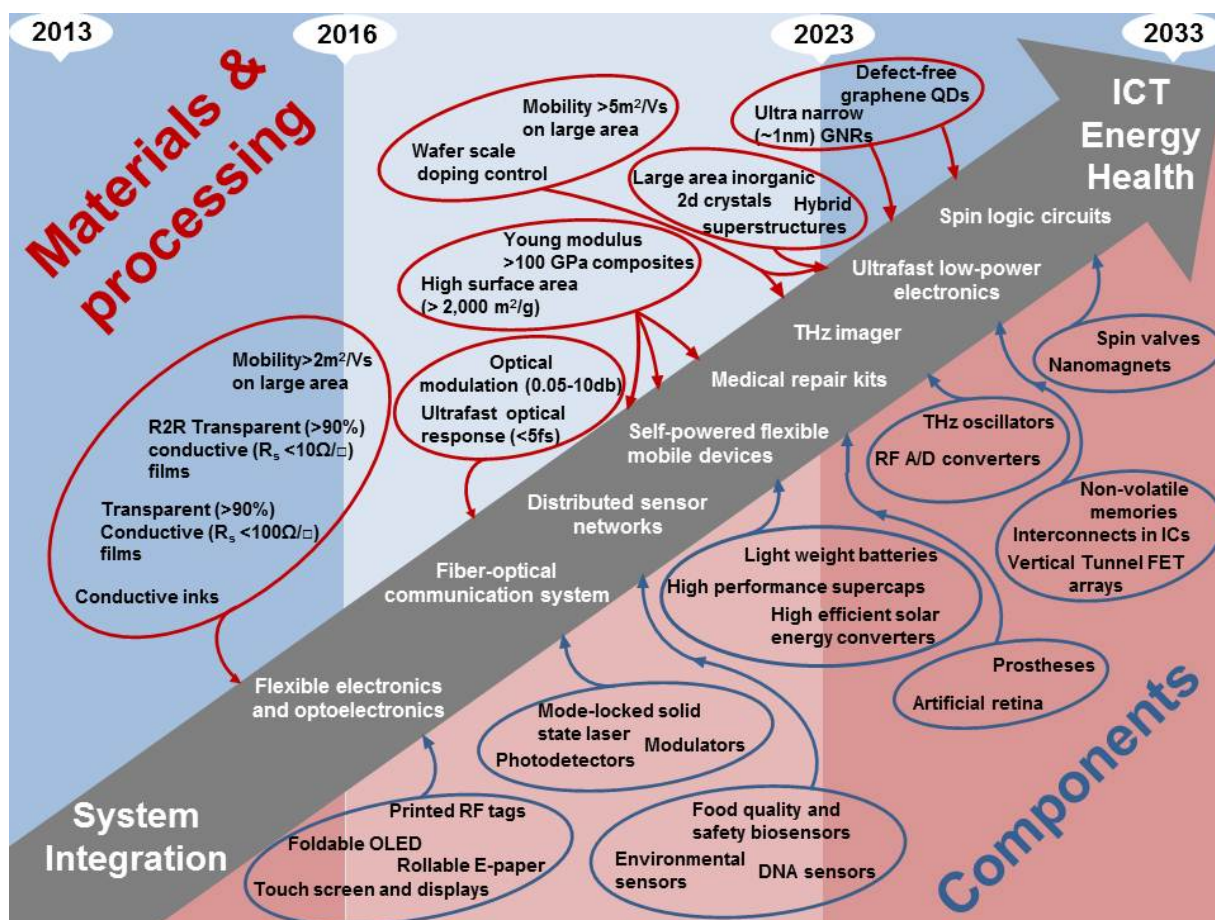 2013
2016
2023
2033
Materials &
processing
Mobility >5m²/Vs
on large area
Wafer scale
doping control
Defect-free
graphene QDs
Ultra narrow
(~1nm) GNRs
Large area inorganic
2d crystals
Hybrid
superstructures
Young modulus
>100 GPa composites
High surface area
(> 2,000 m²/g)
Optical
modulation (0.05-10db)
Ultrafast optical
response (<5fs)
Mobility>2m²/Vs
on large area
R2R Transparent (>90%)
conductive (Rₛ <10Ω/□)
films
Transparent (>90%)
Conductive (Rₛ <100Ω/□)
films
Conductive inks
ICT
Energy
Health
Spin logic circuits
Ultrafast low-power
electronics
THz imager
Medical repair kits
Self-powered flexible
mobile devices
Distributed sensor
networks
Fiber-optical
communication system
Flexible electronics
and optoelectronics
System
Integration
Spin valves
Nanomagnets
THz oscillators
RF A/D converters
Non-volatile
memories
Interconnects in ICs
Vertical Tunnel FET
arrays
Light weight batteries
High performance supercaps
High efficient solar
energy converters
Prostheses
Artificial retina
Mode-locked solid
state laser
Modulators
Photodetectors
Printed RF tags
Foldable OLED
Rollable E-paper
Touch screen and displays
Food quality and
safety biosensors
Environmental
sensors
DNA sensors
Components